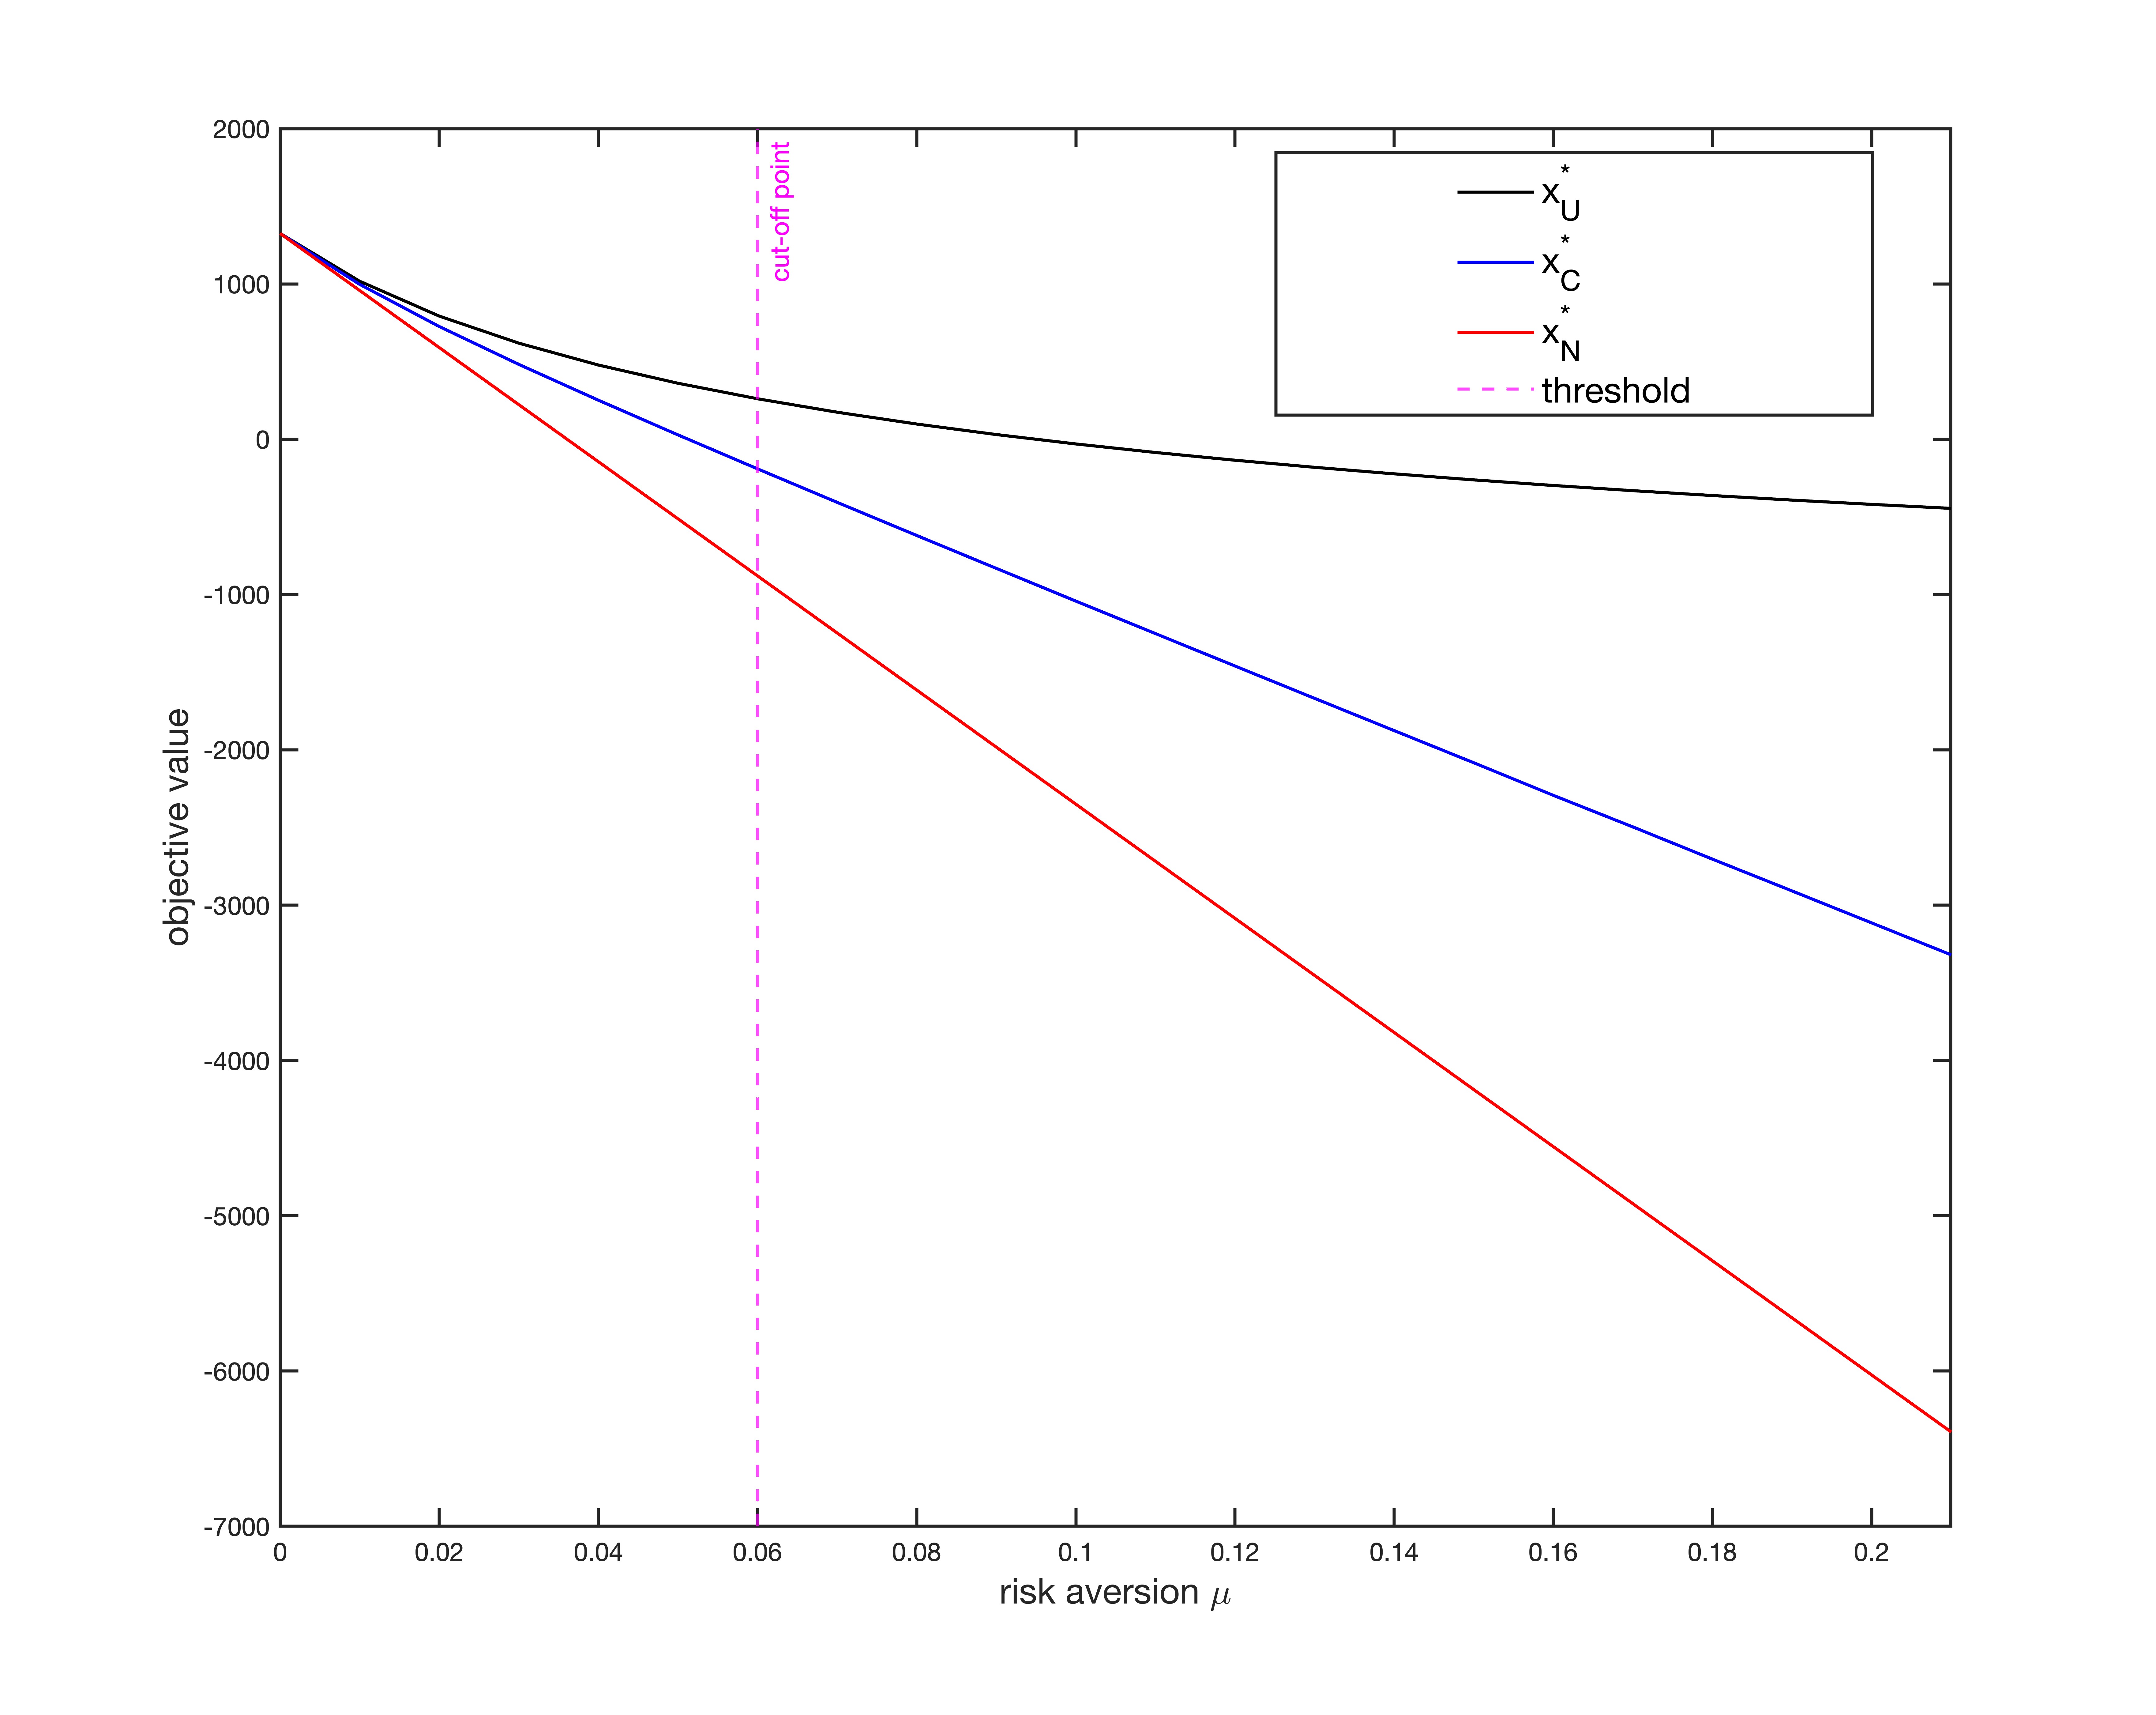 2000
1000
0
-1000
-2000
-3000
-4000
-5000
-6000
-7000
objective value
cut-off point
x*U
x*C
x*N
threshold
0 0.02 0.04 0.06 0.08 0.1 0.12 0.14 0.16 0.18 0.2
risk aversion μ